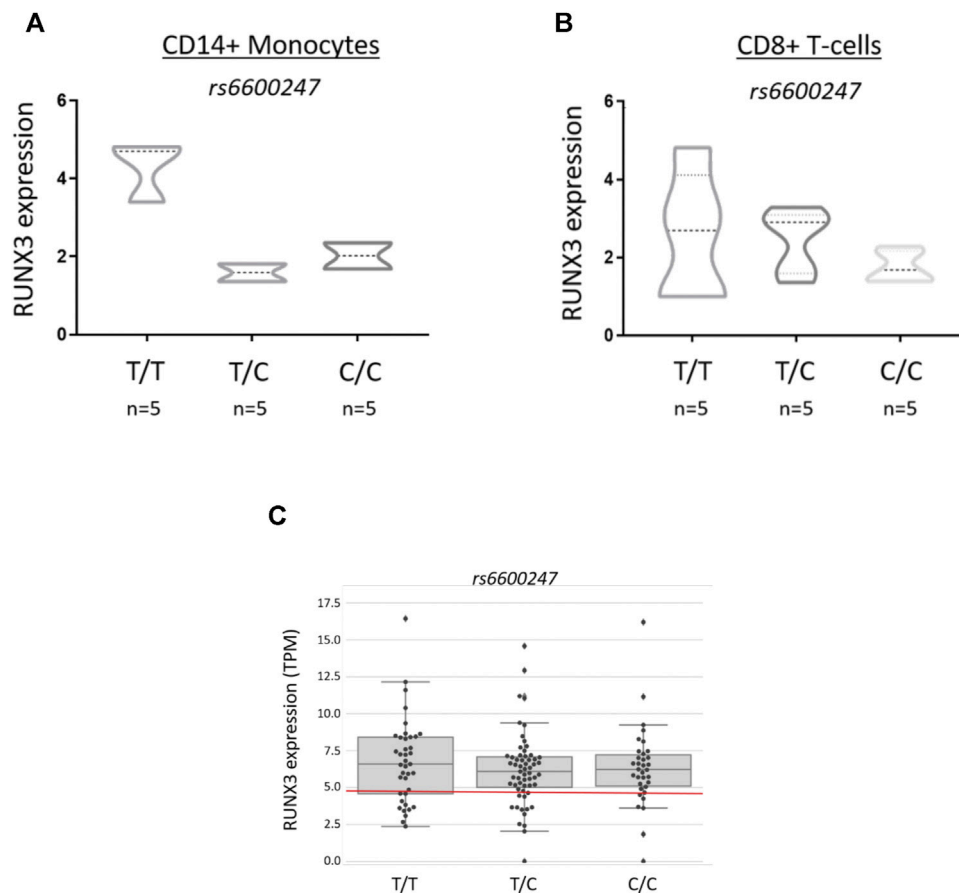 A
CD14+ Monocytes
rs6600247
RUNX3 expression
6
4
2
0
T/T T/C C/C
n=5 n=5 n=5
B
CD8+ T-cells
rs6600247
RUNX3 expression
6
4
2
0
T/T T/C C/C
n=5 n=5 n=5
C
rs6600247
RUNX3 expression (TPM)
17.5
15.0
12.5
10.0
7.5
5.0
2.5
0.0
T/T T/C C/C